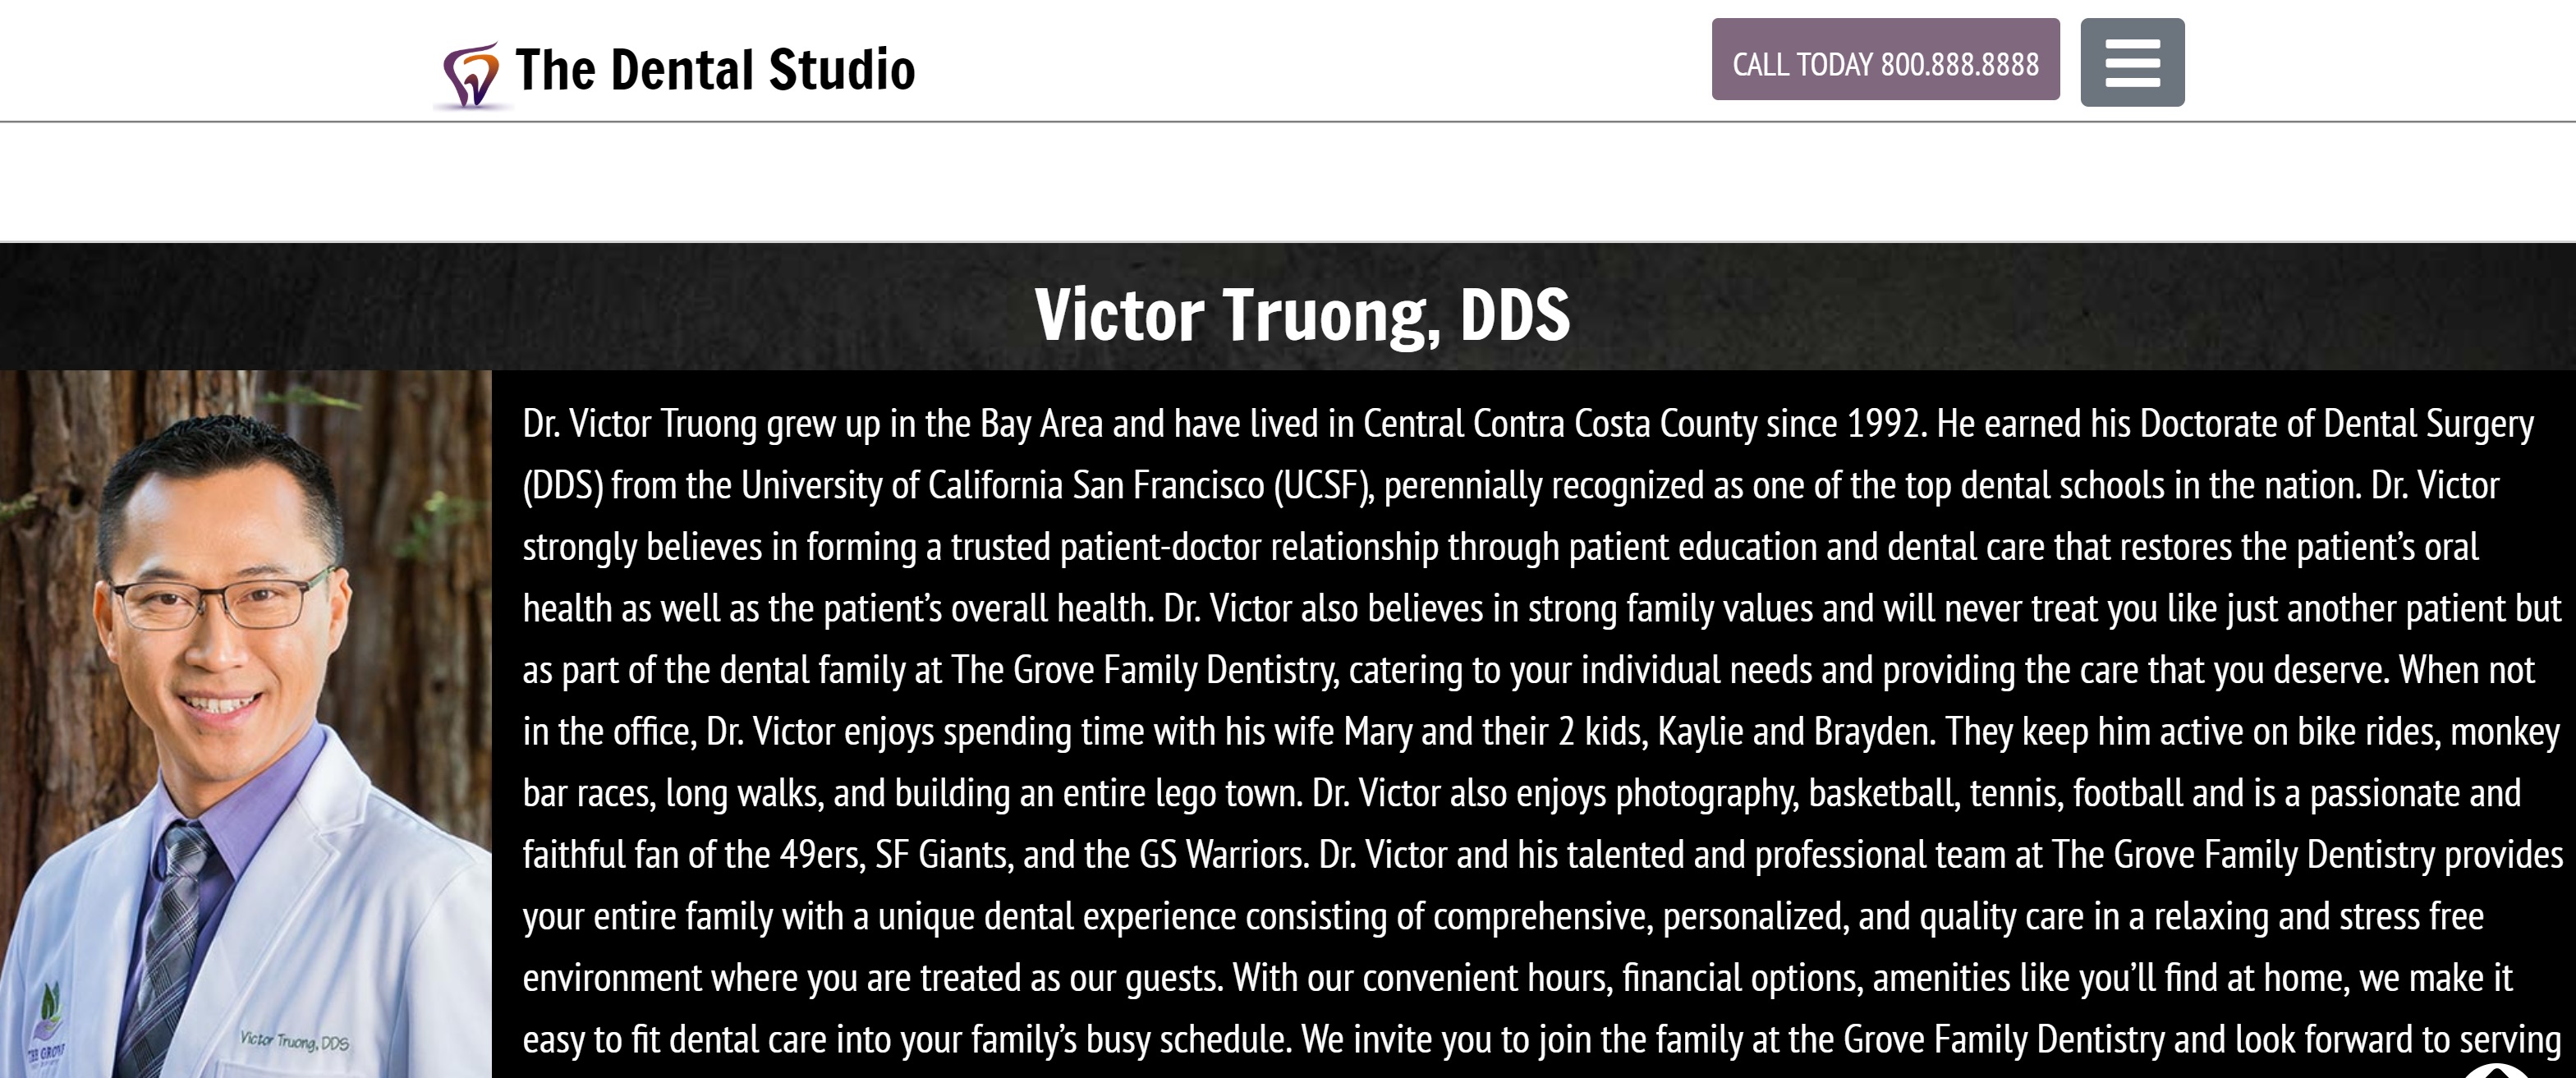 The Dental Studio
CALL TODAY 800.888.8888
Victor Truong, DDS
Dr. Victor Truong grew up in the Bay Area and have lived in Central Contra Costa County since 1992. He earned his Doctorate of Dental Surgery
(DDS) from the University of California San Francisco (UCSF), perennially recognized as one of the top dental schools in the nation. Dr. Victor
strongly believes in forming a trusted patient-doctor relationship through patient education and dental care that restores the patient’s oral
health as well as the patient’s overall health. Dr. Victor also believes in strong family values and will never treat you like just another patient but
as part of the dental family at The Grove Family Dentistry, catering to your individual needs and providing the care that you deserve. When not
in the office, Dr. Victor enjoys spending time with his wife Mary and their 2 kids, Kaylie and Brayden. They keep him active on bike rides, monkey
bar races, long walks, and building an entire lego town. Dr. Victor also enjoys photography, basketball, tennis, football and is a passionate and
faithful fan of the 49ers, SF Giants, and the GS Warriors. Dr. Victor and his talented and professional team at The Grove Family Dentistry provides
your entire family with a unique dental experience consisting of comprehensive, personalized, and quality care in a relaxing and stress free
environment where you are treated as our guests. With our convenient hours, financial options, amenities like you’ll find at home, we make it
easy to fit dental care into your family’s busy schedule. We invite you to join the family at the Grove Family Dentistry and look forward to serving
Victor Truong, DDS
THE GROVE